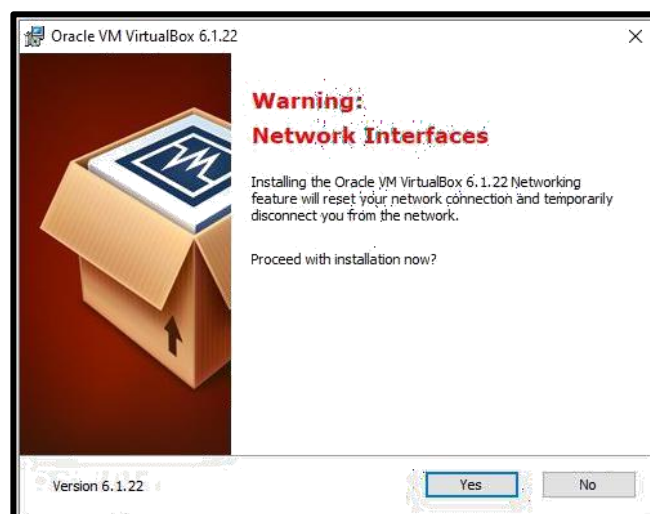 Oracle VM VirtualBox 6.1.22
Warning:
Network Interfaces
Installing the Oracle VM VirtualBox 6.1.22 Networking
feature will reset your network connection and temporarily
disconnect you from the network.
Proceed with installation now?
Version 6.1.22
Yes
No